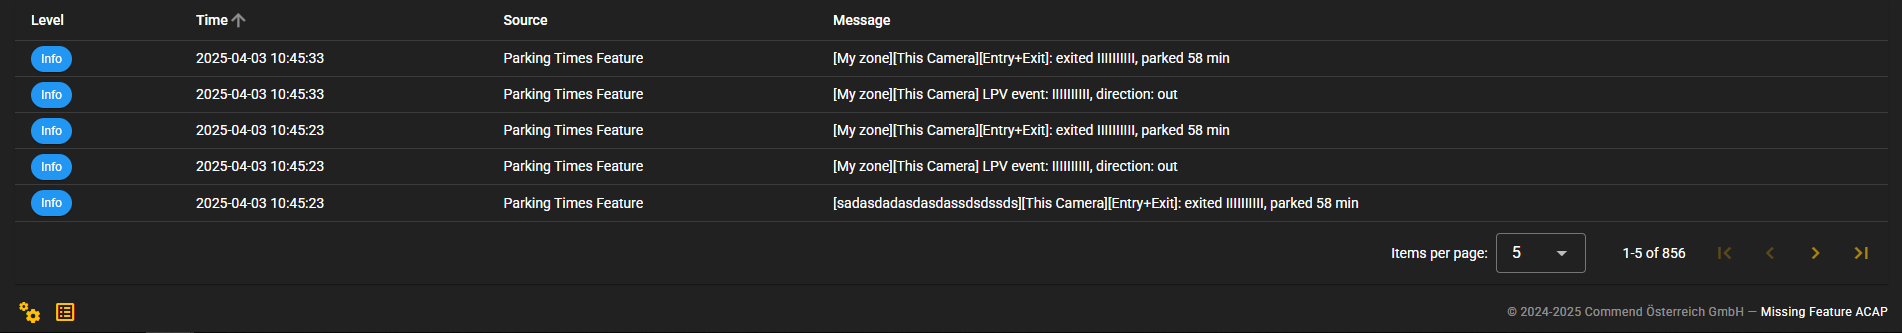 Level Time Source Message
Info 2025-04-03 10:45:33 Parking Times Feature [My zone][This Camera][Entry+Exit]: exited IIIIIIIIII, parked 58 min
Info 2025-04-03 10:45:33 Parking Times Feature [My zone][This Camera] LPV event: IIIIIIIIII, direction: out
Info 2025-04-03 10:45:23 Parking Times Feature [My zone][This Camera][Entry+Exit]: exited IIIIIIIIII, parked 58 min
Info 2025-04-03 10:45:23 Parking Times Feature [My zone][This Camera] LPV event: IIIIIIIIII, direction: out
Info 2025-04-03 10:45:23 Parking Times Feature [sadasdadasdasdassdsdssds][This Camera][Entry+Exit]: exited IIIIIIIIII, parked 58 min
Items per page: 5 1-5 of 856
© 2024-2025 Commend Österreich GmbH — Missing Feature ACAP